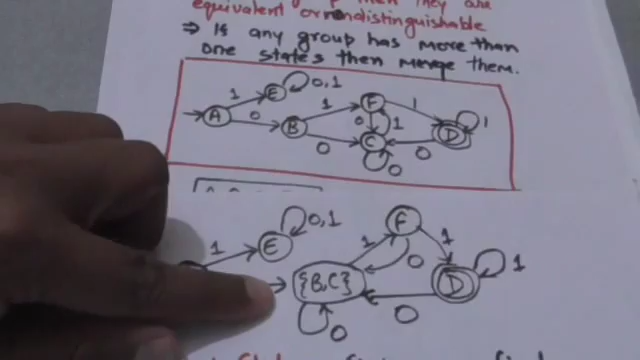 equivalent or nondistinguishable
⇒ If any group has more than
one states then merge them.
1 E 0,1
A 0 B 1 F 1 D 1
0 C 0 1 0
0
1 E 0,1
{B,C} 1 F 1 D 1
0 0 0